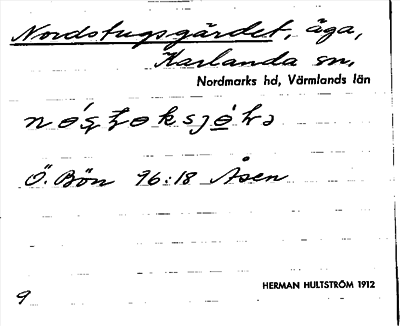 Nordstugsgärdet, äga,
Karlanda sn,
Nordmarks hd, Värmlands län
Ö. Bön 96:18 Åsen
HERMAN HULTSTRÖM 1912
9